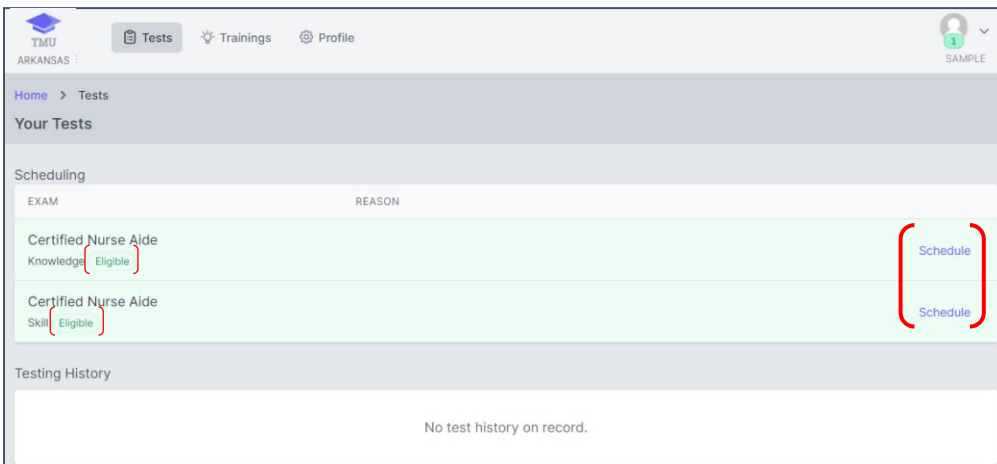 TMU
ARKANSAS
Tests
Trainings
Profile
1
SAMPLE
Home > Tests
Your Tests
Scheduling
EXAM REASON
Certified Nurse Aide
Knowledge Eligible
Schedule
Certified Nurse Aide
Skill Eligible
Schedule
Testing History
No test history on record.